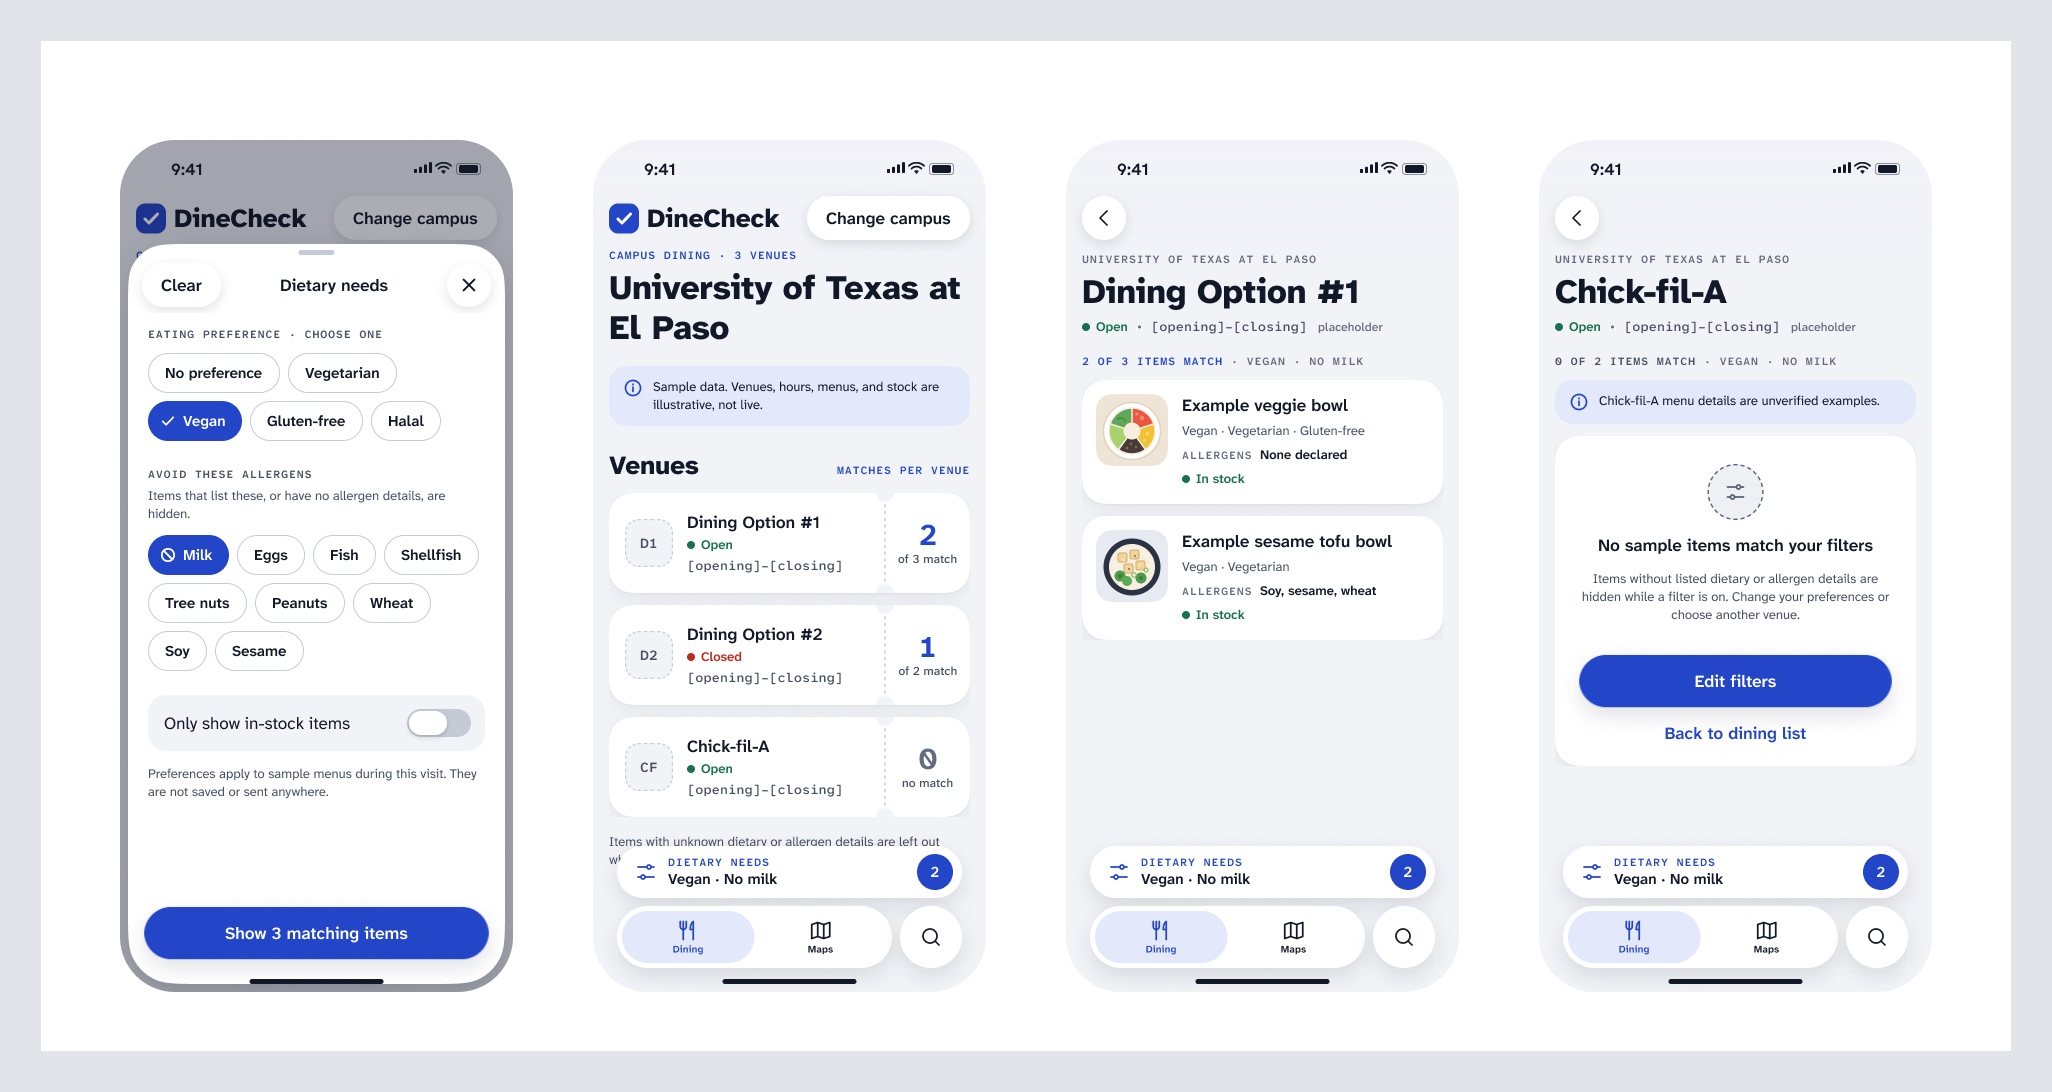 9:41
DineCheck
Change campus
Clear
Dietary needs
EATING PREFERENCE · CHOOSE ONE
No preference
Vegetarian
Vegan
Gluten-free
Halal
AVOID THESE ALLERGENS
Items that list these, or have no allergen details, are
hidden.
Milk
Eggs
Fish
Shellfish
Tree nuts
Peanuts
Wheat
Soy
Sesame
Only show in-stock items
Preferences apply to sample menus during this visit. They
are not saved or sent anywhere.
Show 3 matching items
9:41
DineCheck
Change campus
CAMPUS DINING · 3 VENUES
University of Texas at
El Paso
Sample data. Venues, hours, menus, and stock are
illustrative, not live.
Venues
MATCHES PER VENUE
D1
Dining Option #1
Open
[opening]–[closing]
2
of 3 match
D2
Dining Option #2
Closed
[opening]–[closing]
1
of 2 match
CF
Chick-fil-A
Open
[opening]–[closing]
0
no match
Items with unknown dietary or allergen details are left out
DIETARY NEEDS
Vegan · No milk
2
Dining
Maps
9:41
UNIVERSITY OF TEXAS AT EL PASO
Dining Option #1
Open • [opening]–[closing] placeholder
2 OF 3 ITEMS MATCH · VEGAN · NO MILK
Example veggie bowl
Vegan · Vegetarian · Gluten-free
ALLERGENS None declared
In stock
Example sesame tofu bowl
Vegan · Vegetarian
ALLERGENS Soy, sesame, wheat
In stock
DIETARY NEEDS
Vegan · No milk
2
Dining
Maps
9:41
UNIVERSITY OF TEXAS AT EL PASO
Chick-fil-A
Open • [opening]–[closing] placeholder
0 OF 2 ITEMS MATCH · VEGAN · NO MILK
Chick-fil-A menu details are unverified examples.
No sample items match your filters
Items without listed dietary or allergen details are
hidden while a filter is on. Change your preferences or
choose another venue.
Edit filters
Back to dining list
DIETARY NEEDS
Vegan · No milk
2
Dining
Maps